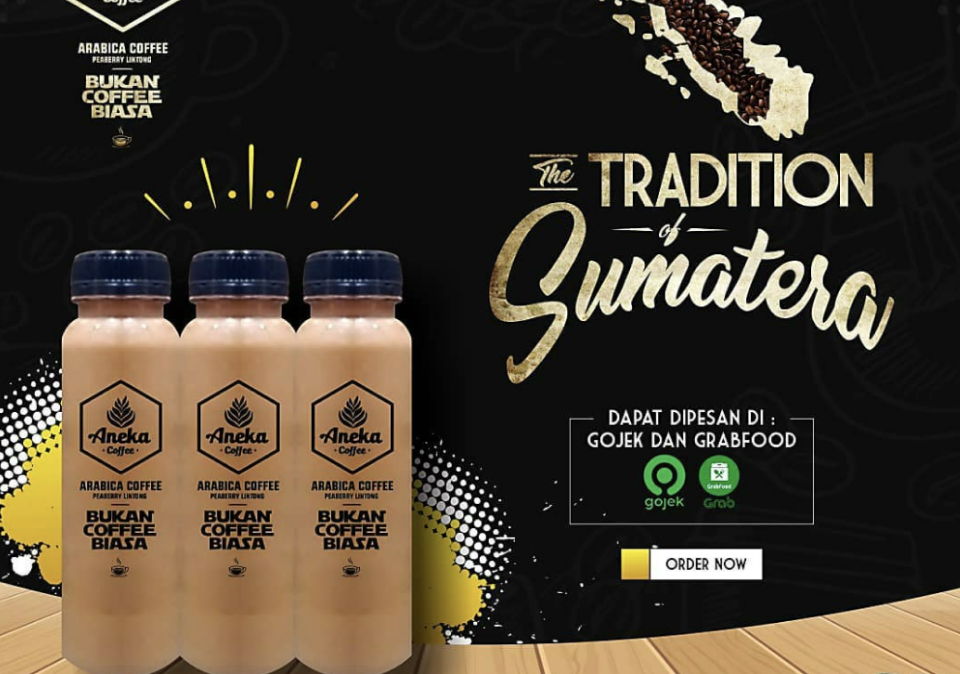 Coffee
ARABICA COFFEE
PEABERRY LINTONG
BUKAN
COFFEE
BIASA
The TRADITION
of
Sumatera
DAPAT DIPESAN DI :
GOJEK DAN GRABFOOD
gojek
GrabFood
Grab
ORDER NOW
Aneka
Coffee
ARABICA COFFEE
PEABERRY LINTONG
BUKAN
COFFEE
BIASA
Aneka
Coffee
ARABICA COFFEE
PEABERRY LINTONG
BUKAN
COFFEE
BIASA
Aneka
Coffee
ARABICA COFFEE
PEABERRY LINTONG
BUKAN
COFFEE
BIASA